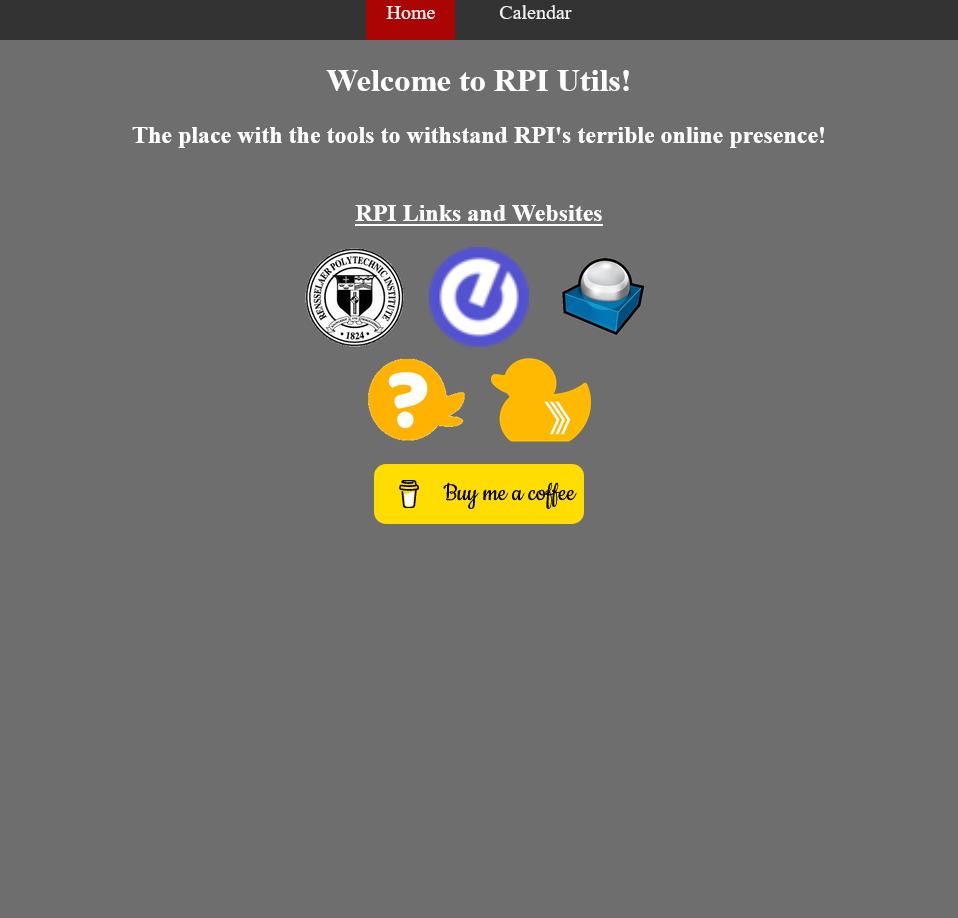 Home Calendar
Welcome to RPI Utils!
The place with the tools to withstand RPI's terrible online presence!
RPI Links and Websites
RENSSELAER POLYTECHNIC INSTITUTE
• 1824 •
?
Buy me a coffee